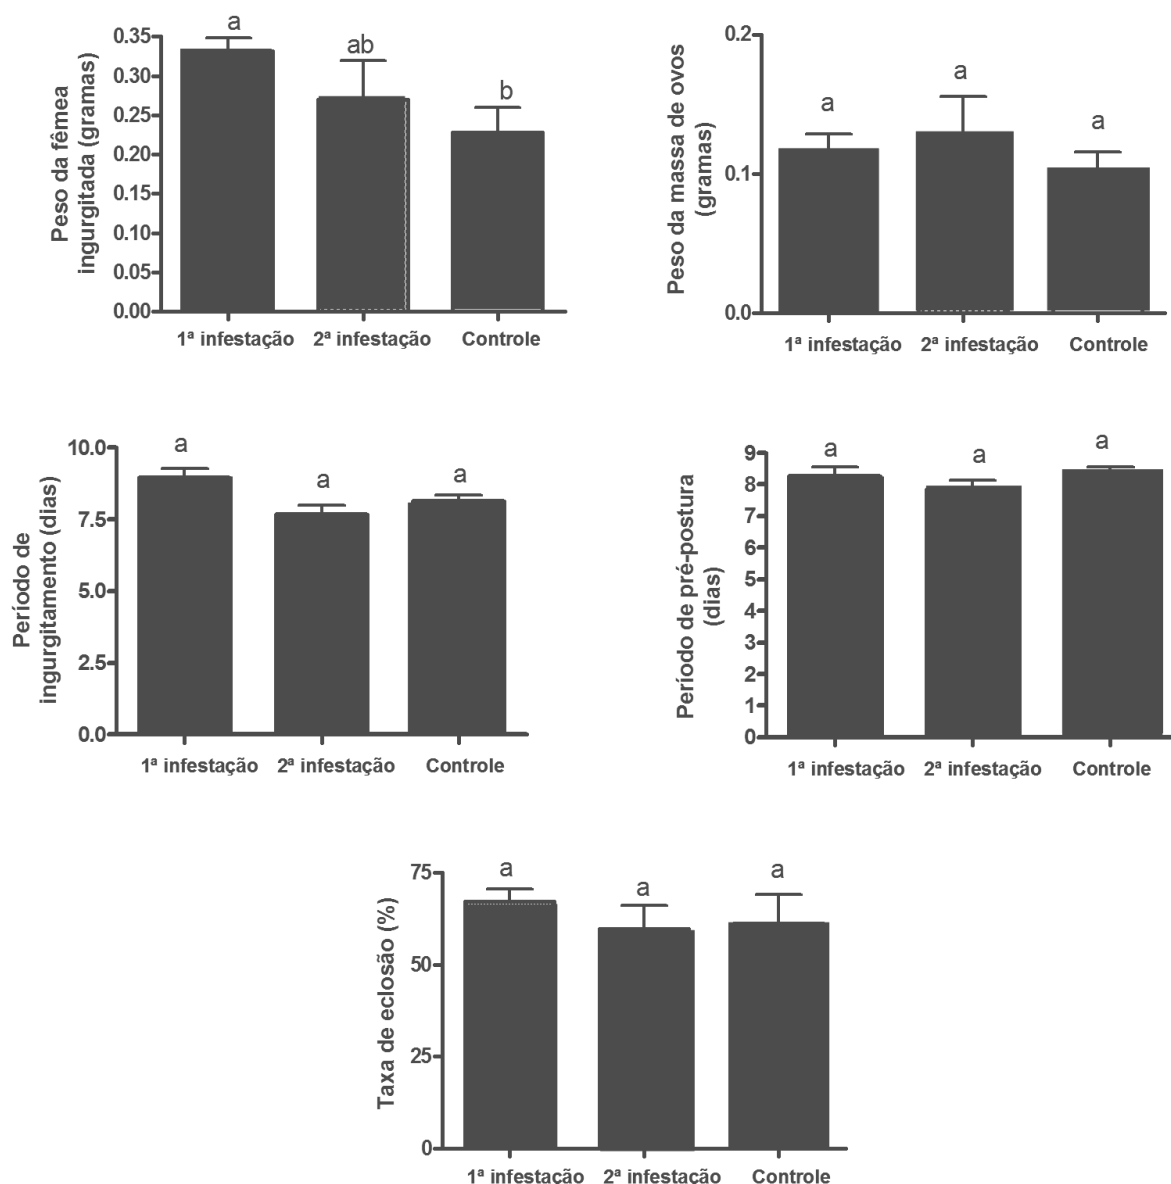 Peso da fêmea
ingurgitada (gramas)
0.35
0.30
0.25
0.20
0.15
0.10
0.05
0.00
a
ab
b
1ª infestação
2ª infestação
Controle
Peso da massa de ovos
(gramas)
0.2
0.1
0.0
a
a
a
1ª infestação
2ª infestação
Controle
Período de
ingurgitamento (dias)
10.0
7.5
5.0
2.5
0.0
a
a
a
1ª infestação
2ª infestação
Controle
Período de pré-postura
(dias)
9
8
7
6
5
4
3
2
1
0
a
a
a
1ª infestação
2ª infestação
Controle
Taxa de eclosão (%)
75
50
25
0
a
a
a
1ª infestação
2ª infestação
Controle